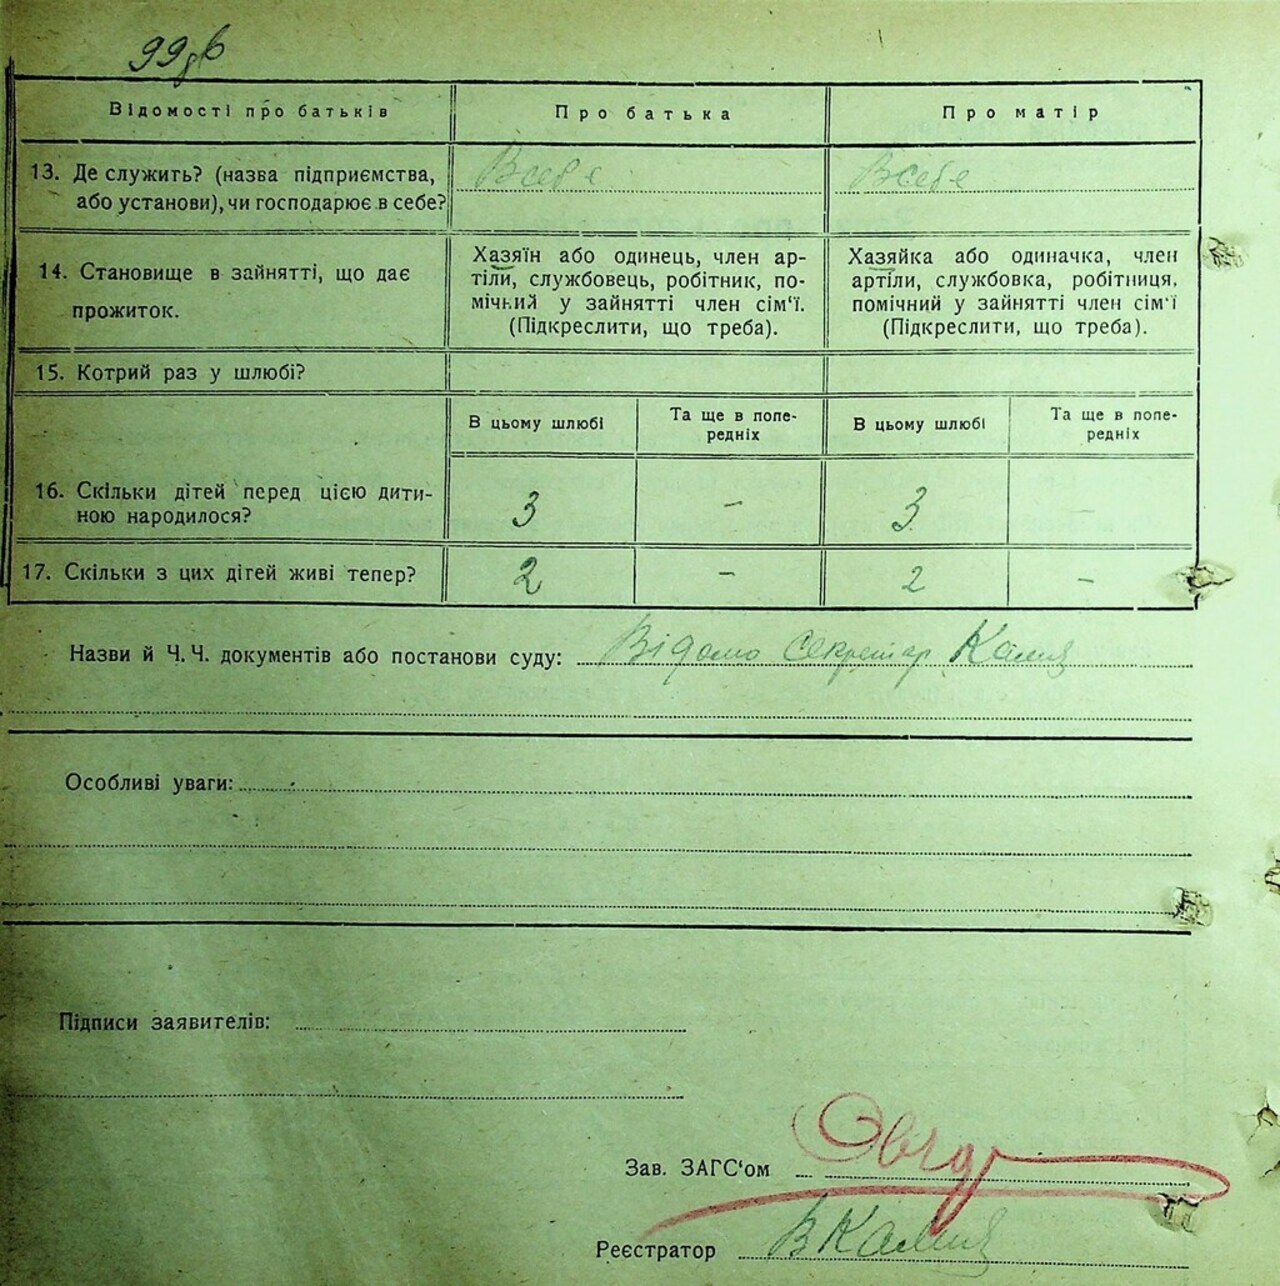 99
Відомості про батьків Про батька Про матір
13. Де служить? (назва підприємства, В себе В себе
або установи), чи господарює в себе?
14. Становище в зайнятті, що дає
прожиток.
Хазяїн або одинець, член ар-
тіли, службовець, робітник, по-
мічний у зайнятті член сім‘ї.
(Підкреслити, що треба).
Хазяйка або одиначка, член
артіли, службовка, робітниця,
помічний у зайнятті член сім‘ї
(Підкреслити, що треба).
15. Котрий раз у шлюбі?
В цьому шлюбі Та ще в попе-
редніх
В цьому шлюбі Та ще в попе-
редніх
16. Скільки дітей перед цією дити- 3 – 3 –
ною народилося?
17. Скільки з цих дітей живі тепер? 2 – 2 –
Назви й Ч.Ч. документів або постанови суду: Відомо Секретар
Особливі уваги:
Підписи заявителів:
Зав. ЗАГС‘ом
Реєстратор